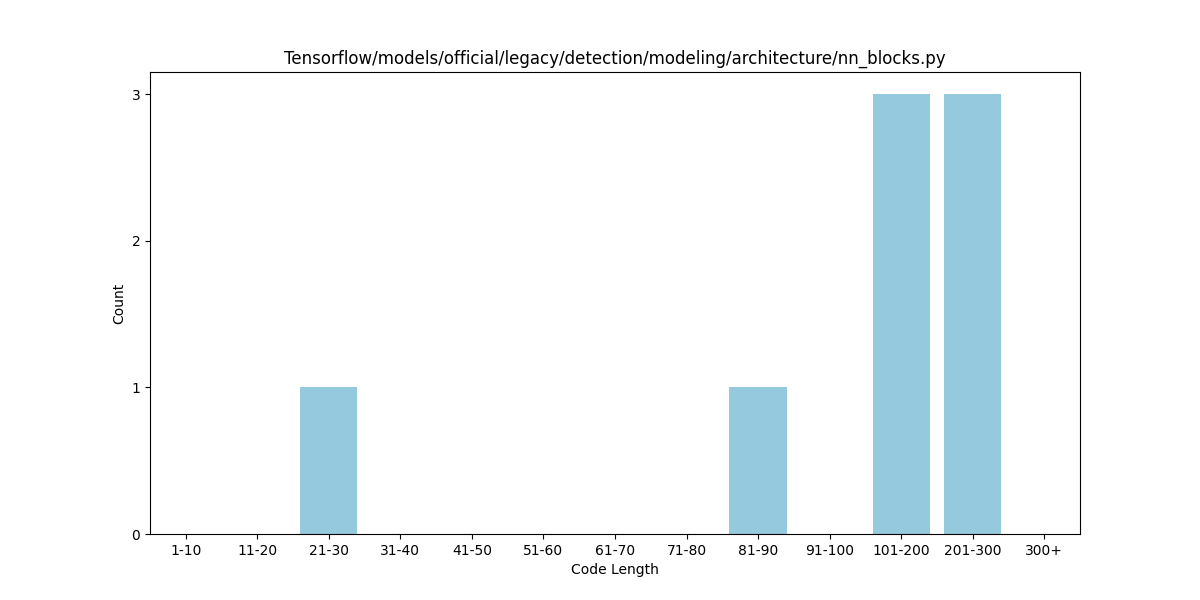 Tensorflow/models/official/legacy/detection/modeling/architecture/nn_blocks.py
3
2
1
0
Count
1-10 11-20 21-30 31-40 41-50 51-60 61-70 71-80 81-90 91-100 101-200 201-300 300+
Code Length